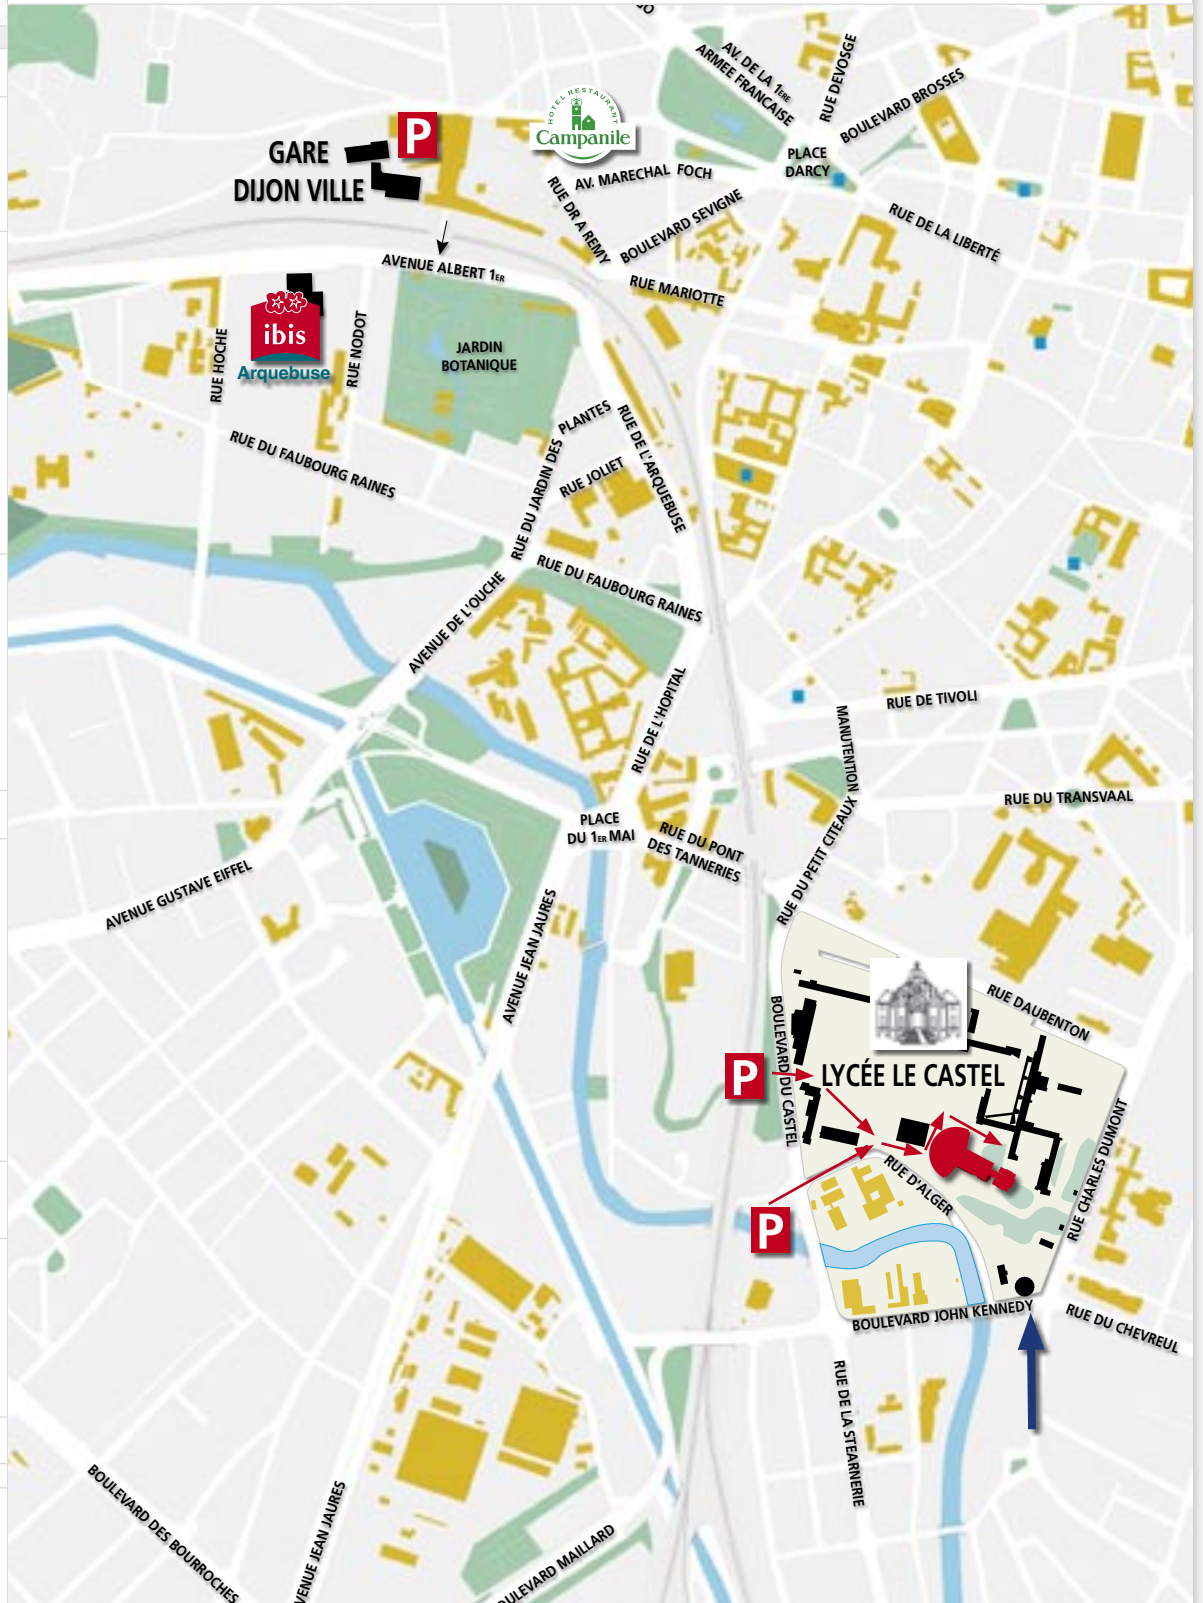 AV. DE LA 1ÈRE
ARMEE FRANCAISE
RUE DEVOSGE
BOULEVARD BROSSES
HOTEL RESTAURANT
Campanile
P
GARE
DIJON VILLE
PLACE
DARCY
AV. MARECHAL FOCH
RUE DR A REMY
BOULEVARD SEVIGNE
RUE DE LA LIBERTÉ
AVENUE ALBERT 1ER
RUE MARIOTTE
ibis
Arquebuse
RUE HOCHE
RUE NODOT
JARDIN
BOTANIQUE
RUE DU FAUBOURG RAINES
RUE DU JARDIN DES PLANTES
RUE JOLIET
RUE DE L'ARQUEBUSE
RUE DU FAUBOURG RAINES
AVENUE DE L'OUCHE
RUE DE L'HOPITAL
RUE DE TIVOLI
MANUTENTION
RUE DU TRANSVAAL
PLACE
DU 1ER MAI
RUE DU PONT
DES TANNERIES
RUE DU PETIT CITEAUX
AVENUE GUSTAVE EIFFEL
AVENUE JEAN JAURES
RUE DAUBENTON
BOULEVARD DU CASTEL
P
LYCÉE LE CASTEL
RUE CHARLES DUMONT
RUE D'ALGER
P
BOULEVARD JOHN KENNEDY
RUE DU CHEVREUL
RUE DE LA STEARNERIE
BOULEVARD DES BOURROCHES
VENUE JEAN JAURES
OULEVARD MAILLARD